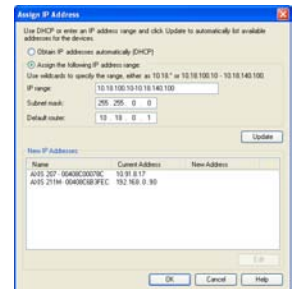 Assign IP Address
Use DHCP or enter an IP address range and click Update to automatically list available
addresses for the devices.
Obtain IP addresses automatically (DHCP)
Assign the following IP address range:
Use wildcards to specify the range, either as 10.18.* or 10.18.100.10 - 10.18.140.100.
IP range: 10.18.100.10-10.18.140.100
Subnet mask: 255 . 255 . 0 . 0
Default router: 10 . 18 . 0 . 1
Update
New IP Addresses:
Name Current Address New Address
AXIS 207 - 00408C00078C 10.91.8.17
AXIS 211M - 00408C6B3FEC 192.168.0.90
Edit
OK Cancel Help